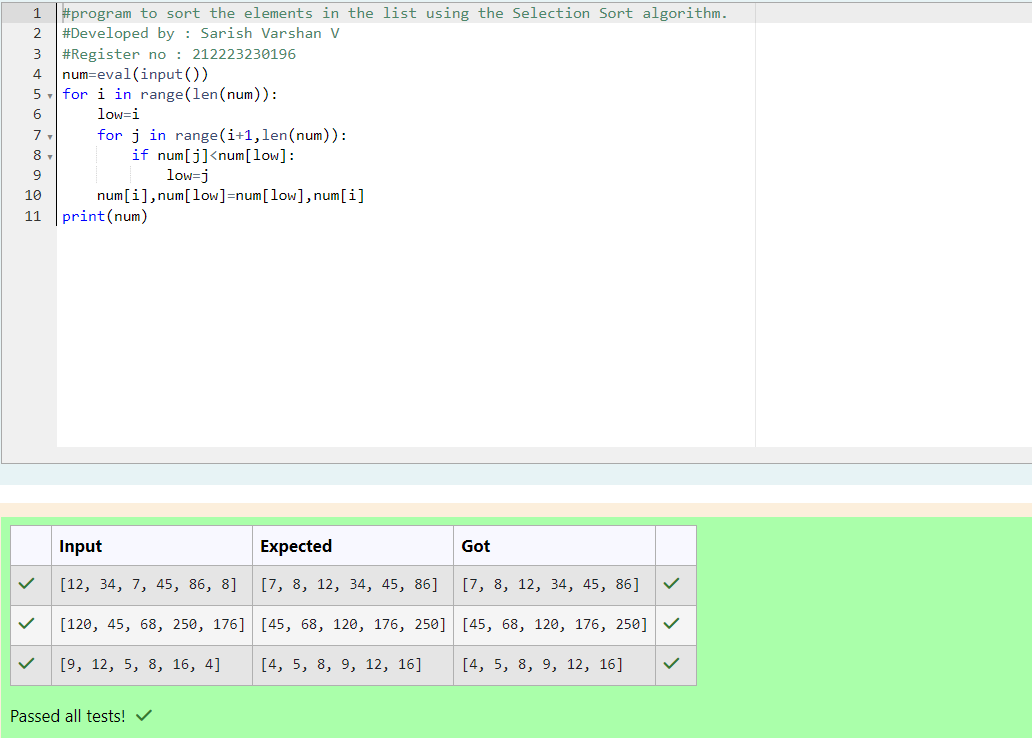 1 #program to sort the elements in the list using the Selection Sort algorithm.
2 #Developed by : Sarish Varshan V
3 #Register no : 212223230196
4 num=eval(input())
5 for i in range(len(num)):
6     low=i
7     for j in range(i+1,len(num)):
8         if num[j]<num[low]:
9             low=j
10     num[i],num[low]=num[low],num[i]
11 print(num)
Input Expected Got
[12, 34, 7, 45, 86, 8] [7, 8, 12, 34, 45, 86] [7, 8, 12, 34, 45, 86]
[120, 45, 68, 250, 176] [45, 68, 120, 176, 250] [45, 68, 120, 176, 250]
[9, 12, 5, 8, 16, 4] [4, 5, 8, 9, 12, 16] [4, 5, 8, 9, 12, 16]
Passed all tests!